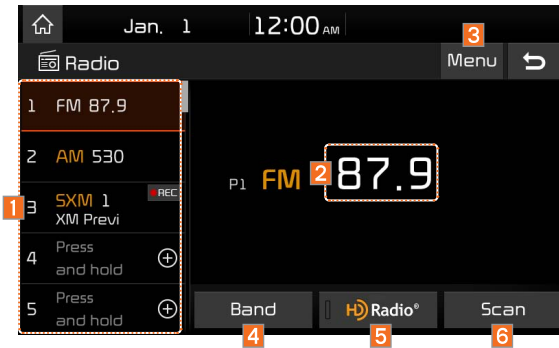 Jan. 1 12:00 AM
3
Radio
Menu
1 FM 87.9
2 AM 530
3 SXM 1 REC
XM Previ
4 Press
and hold
5 Press
and hold
1
P1 FM 2 87.9
Band
HD Radio®
Scan
4
5
6